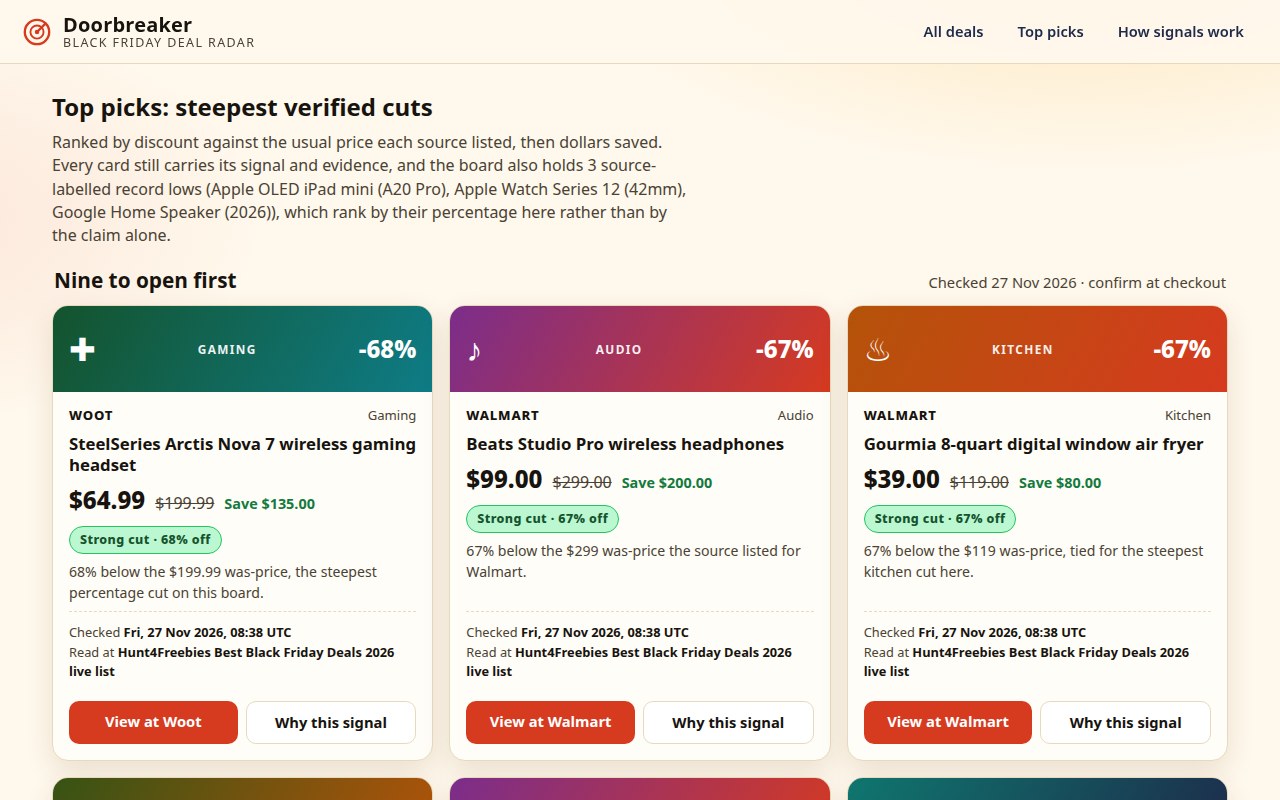 Doorbreaker
BLACK FRIDAY DEAL RADAR
All deals
Top picks
How signals work
Top picks: steepest verified cuts
Ranked by discount against the usual price each source listed, then dollars saved.
Every card still carries its signal and evidence, and the board also holds 3 source-
labelled record lows (Apple OLED iPad mini (A20 Pro), Apple Watch Series 12 (42mm),
Google Home Speaker (2026)), which rank by their percentage here rather than by
the claim alone.
Nine to open first
Checked 27 Nov 2026 · confirm at checkout
GAMING
-68%
WOOT
Gaming
SteelSeries Arctis Nova 7 wireless gaming
headset
$64.99 $199.99 Save $135.00
Strong cut · 68% off
68% below the $199.99 was-price, the steepest
percentage cut on this board.
Checked Fri, 27 Nov 2026, 08:38 UTC
Read at Hunt4Freebies Best Black Friday Deals 2026
live list
View at Woot
Why this signal
AUDIO
-67%
WALMART
Audio
Beats Studio Pro wireless headphones
$99.00 $299.00 Save $200.00
Strong cut · 67% off
67% below the $299 was-price the source listed for
Walmart.
Checked Fri, 27 Nov 2026, 08:38 UTC
Read at Hunt4Freebies Best Black Friday Deals 2026
live list
View at Walmart
Why this signal
KITCHEN
-67%
WALMART
Kitchen
Gourmia 8-quart digital window air fryer
$39.00 $119.00 Save $80.00
Strong cut · 67% off
67% below the $119 was-price, tied for the steepest
kitchen cut here.
Checked Fri, 27 Nov 2026, 08:38 UTC
Read at Hunt4Freebies Best Black Friday Deals 2026
live list
View at Walmart
Why this signal